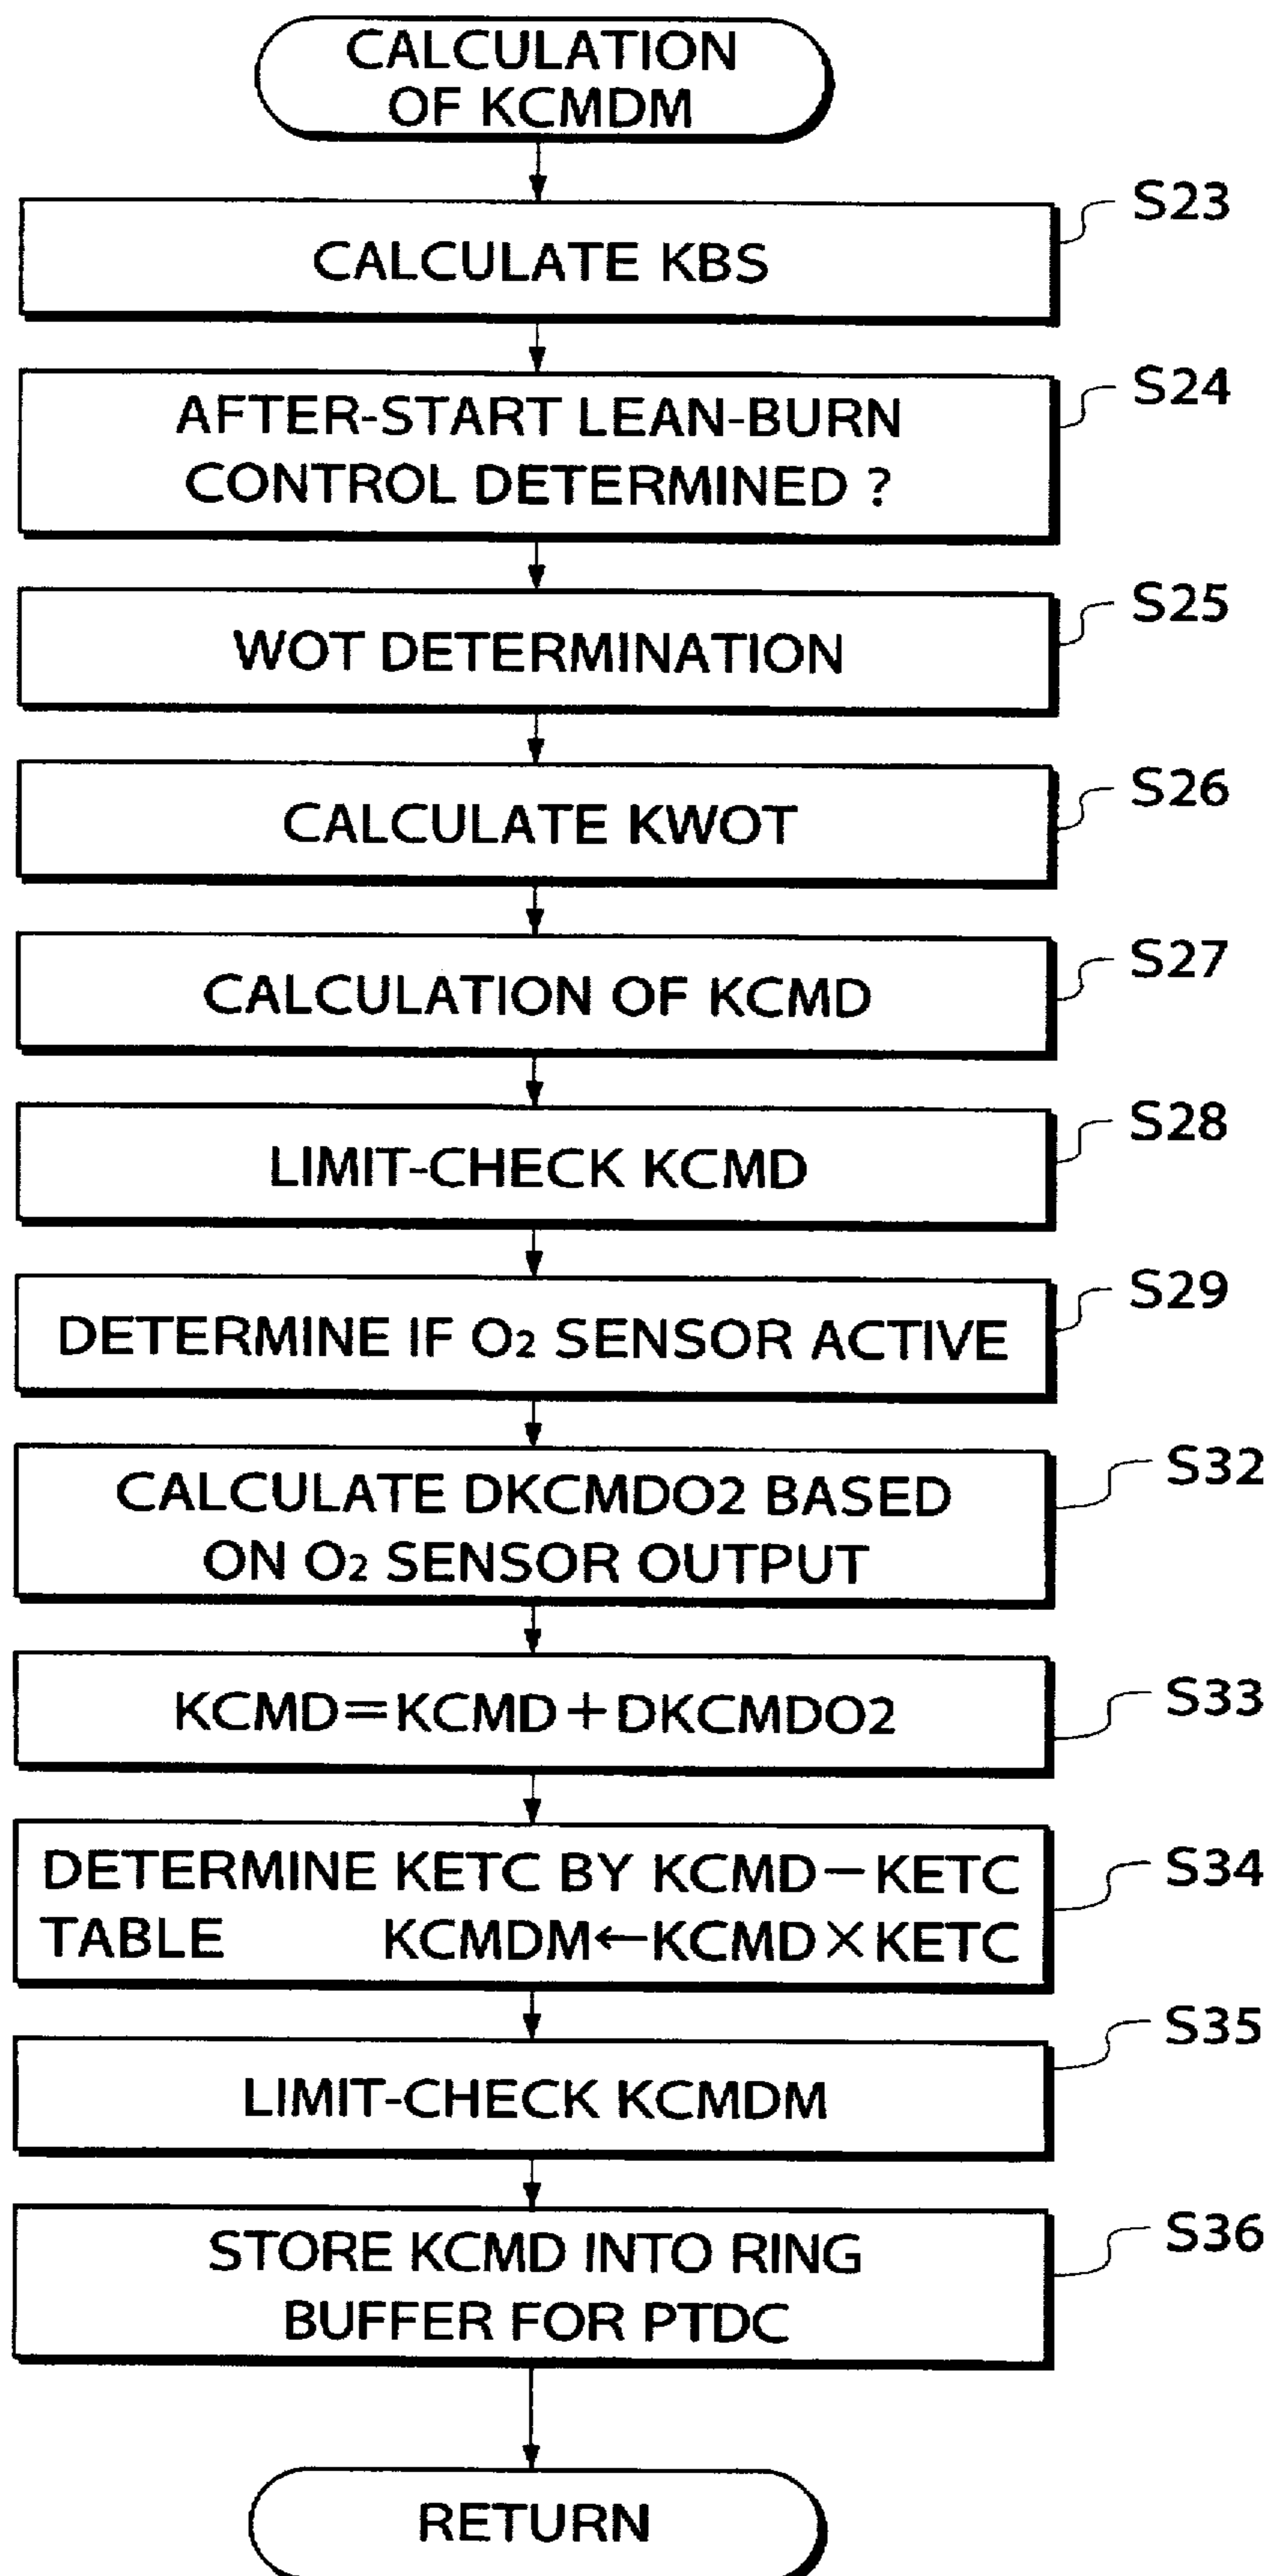 CALCULATION
OF KCMDM
S23
CALCULATE KBS
S24
AFTER-START LEAN-BURN
CONTROL DETERMINED ?
S25
WOT DETERMINATION
S26
CALCULATE KWOT
S27
CALCULATION OF KCMD
S28
LIMIT-CHECK KCMD
S29
DETERMINE IF O₂ SENSOR ACTIVE
S32
CALCULATE DKCMDO2 BASED
ON O₂ SENSOR OUTPUT
S33
KCMD=KCMD+DKCMDO2
S34
DETERMINE KETC BY KCMD−KETC
TABLE KCMDM←KCMD×KETC
S35
LIMIT-CHECK KCMDM
S36
STORE KCMD INTO RING
BUFFER FOR PTDC
RETURN